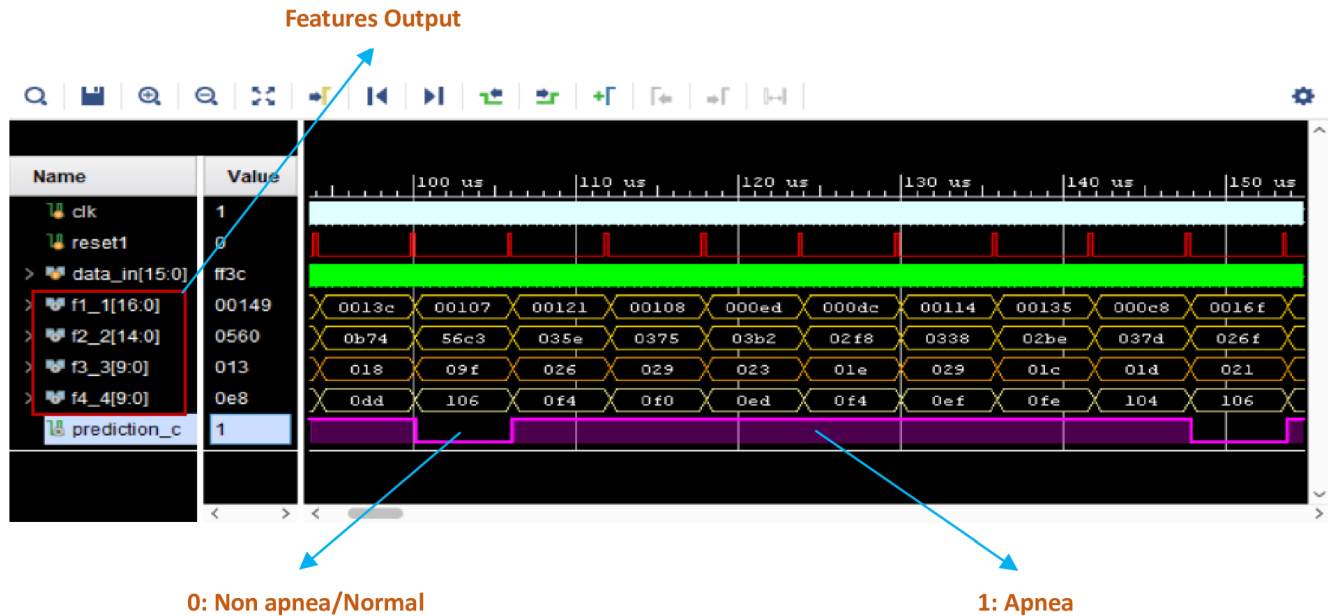 Features Output
Name Value
100 us 110 us 120 us 130 us 140 us 150 us
clk 1
reset1 0
data_in[15:0] ff3c
f1_1[16:0] 00149 0013c 00107 00121 00108 000ed 000dc 00114 00135 000c8 0016f
f2_2[14:0] 0560 0b74 56c3 035e 0375 03b2 02f8 0338 02be 037d 026f
f3_3[9:0] 013 018 09f 026 029 023 01e 029 01c 01d 021
f4_4[9:0] 0e8 0dd 106 0f4 0f0 0ed 0f4 0ef 0fe 104 106
prediction_c 1
0: Non apnea/Normal 1: Apnea